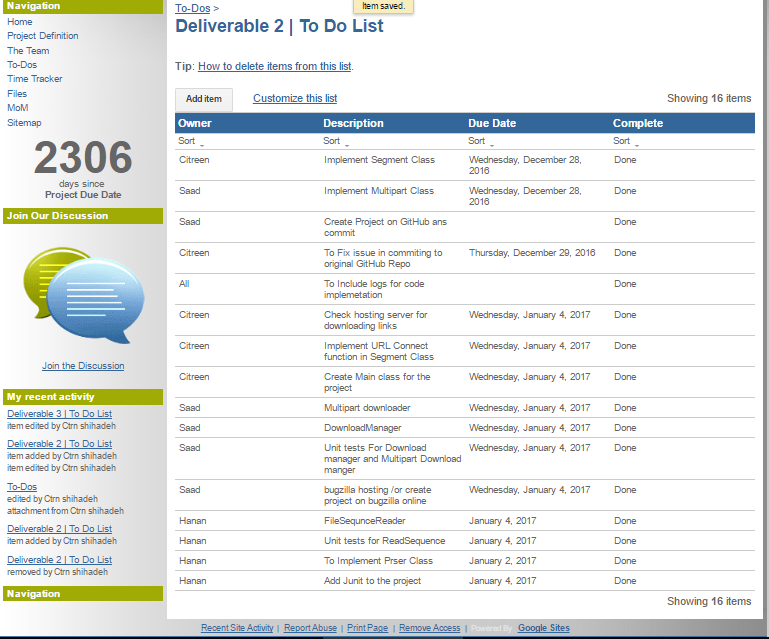 Navigation
Home
Project Definition
The Team
To-Dos
Time Tracker
Files
MoM
Sitemap
2306
days since
Project Due Date
Join Our Discussion
Join the Discussion
My recent activity
Deliverable 3 | To Do List
item edited by Ctrn shihadeh
Deliverable 2 | To Do List
item added by Ctrn shihadeh
item edited by Ctrn shihadeh
To-Dos
edited by Ctrn shihadeh
attachment from Ctrn shihadeh
Deliverable 2 | To Do List
item added by Ctrn shihadeh
Deliverable 2 | To Do List
removed by Ctrn shihadeh
Navigation
Item saved.
To-Dos >
Deliverable 2 | To Do List
Tip: How to delete items from this list.
Add item Customize this list Showing 16 items
Owner Description Due Date Complete
Sort Sort Sort Sort
Citreen Implement Segment Class Wednesday, December 28, Done
2016
Saad Implement Multipart Class Wednesday, December 28, Done
2016
Saad Create Project on GitHub ans Done
commit
Citreen To Fix issue in commiting to Thursday, December 29, 2016 Done
original GitHub Repo
All To Include logs for code Done
implemetation
Citreen Check hosting server for Wednesday, January 4, 2017 Done
downloading links
Citreen Implement URL Connect Wednesday, January 4, 2017 Done
function in Segment Class
Citreen Create Main class for the Wednesday, January 4, 2017 Done
project
Saad Multipart downloader Wednesday, January 4, 2017 Done
Saad DownloadManager Wednesday, January 4, 2017 Done
Saad Unit tests For Download Wednesday, January 4, 2017 Done
manager and Multipart Download
manger
Saad bugzilla hosting /or create Wednesday, January 4, 2017 Done
project on bugzilla online
Hanan FileSequnceReader January 4, 2017 Done
Hanan Unit tests for ReadSequence January 4, 2017 Done
Hanan To Implement Prser Class January 2, 2017 Done
Hanan Add Junit to the project January 4, 2017 Done
Showing 16 items
Recent Site Activity | Report Abuse | Print Page | Remove Access | Powered By Google Sites